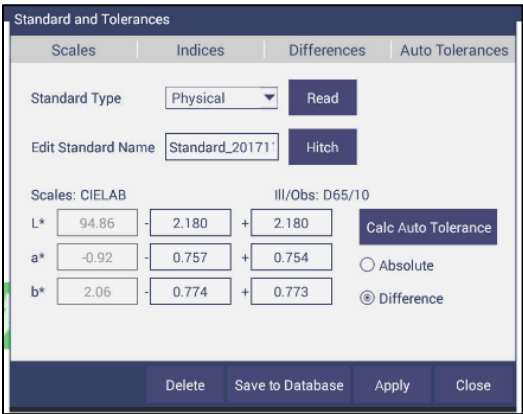 Standard and Tolerances
Scales Indices Differences Auto Tolerances
Standard Type Physical Read
Edit Standard Name Standard_20171 Hitch
Scales: CIELAB Ill/Obs: D65/10
L* 94.86 - 2.180 + 2.180 Calc Auto Tolerance
a* -0.92 - 0.757 + 0.754 Absolute
b* 2.06 - 0.774 + 0.773 Difference
Delete Save to Database Apply Close